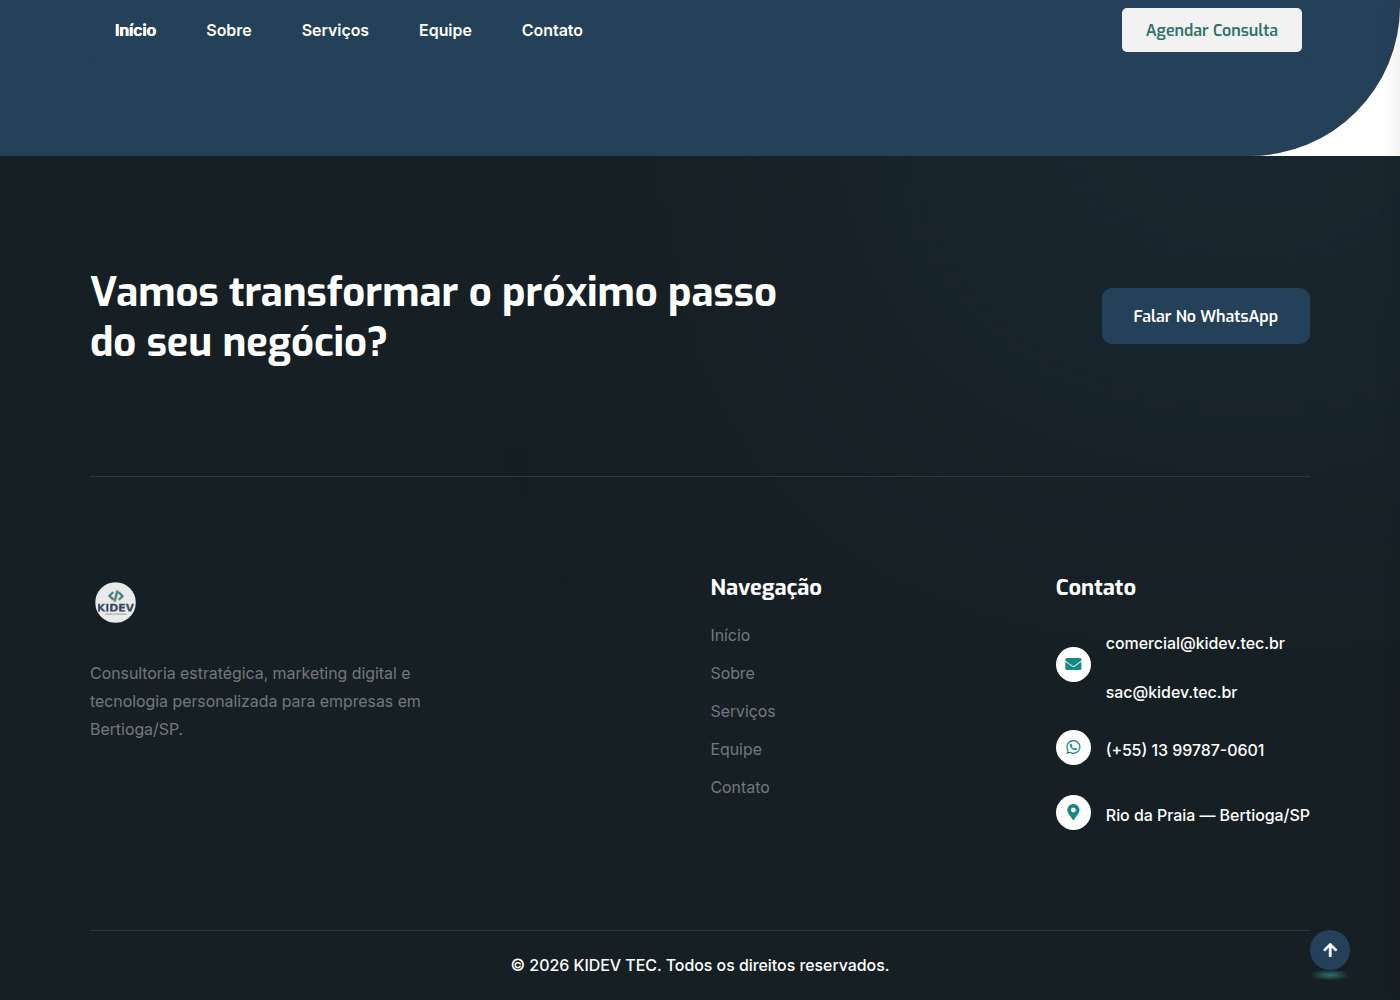 Início Sobre Serviços Equipe Contato Agendar Consulta
Vamos transformar o próximo passo
do seu negócio?
Falar No WhatsApp
KIDEV
Consultoria estratégica, marketing digital e
tecnologia personalizada para empresas em
Bertioga/SP.
Navegação
Início
Sobre
Serviços
Equipe
Contato
Contato
comercial@kidev.tec.br
sac@kidev.tec.br
(+55) 13 99787-0601
Rio da Praia — Bertioga/SP
© 2026 KIDEV TEC. Todos os direitos reservados.